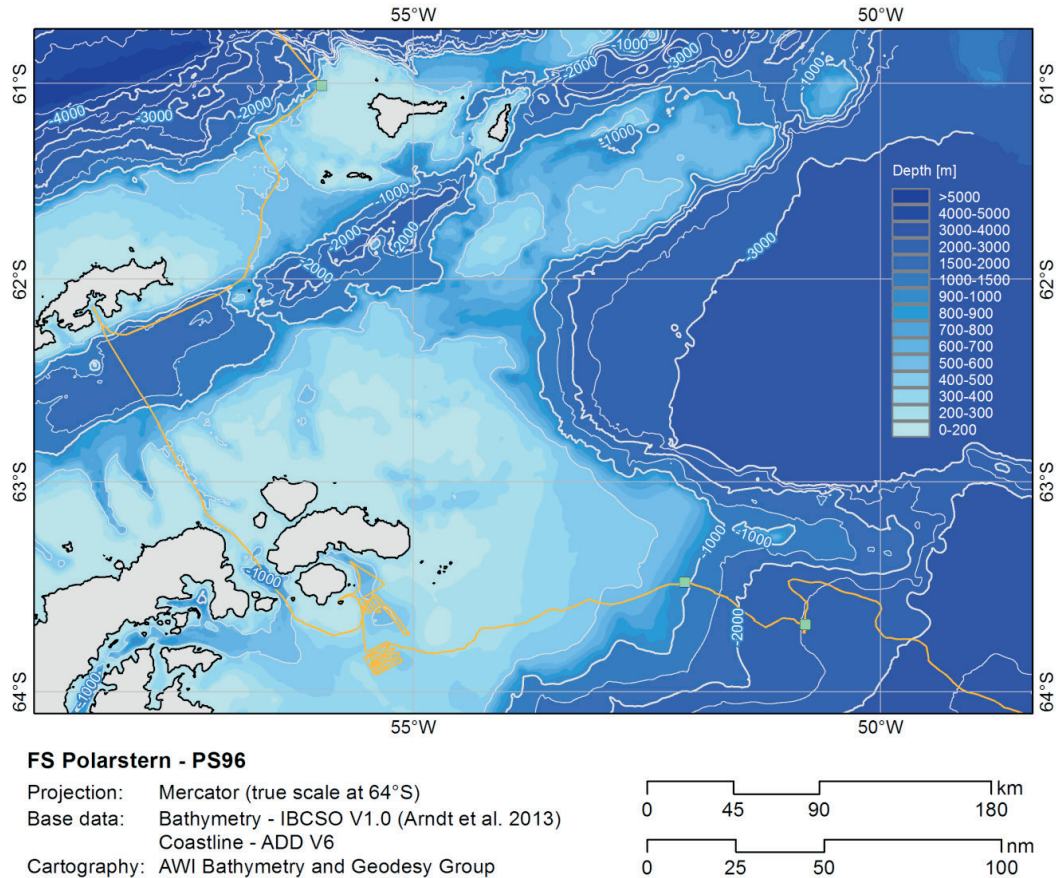 55°W 50°W
61°S 61°S
-1000
-2000
-3000
-1000
-2000
-4000
-3000
-1000
-1000
-2000
-2000
-2000
-3000
Depth [m]
>5000
4000-5000
3000-4000
2000-3000
1500-2000
1000-1500
900-1000
800-900
700-800
600-700
500-600
400-500
300-400
200-300
0-200
62°S 62°S
63°S 63°S
-1000
-1000
-1000
-2000
-1000
64°S 64°S
55°W 50°W
FS Polarstern - PS96
Projection: Mercator (true scale at 64°S)
Base data: Bathymetry - IBCSO V1.0 (Arndt et al. 2013)
Coastline - ADD V6
Cartography: AWI Bathymetry and Geodesy Group
km
0 45 90 180
nm
0 25 50 100